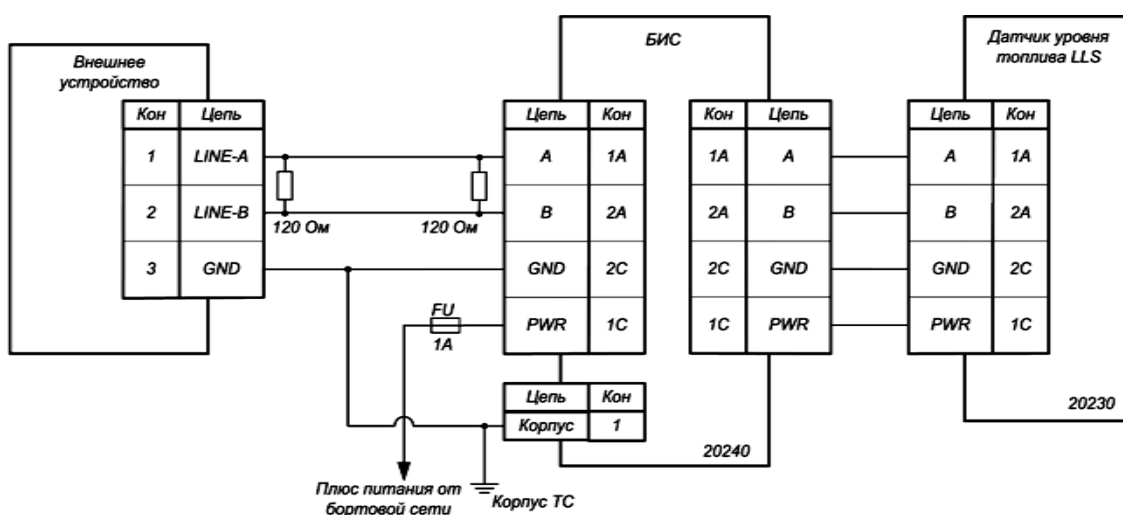 Внешнее
устройство
Кон Цепь
1 LINE-A
2 LINE-B
3 GND
120 Ом
120 Ом
FU
1A
БИС
Цепь Кон
A 1A
B 2A
GND 2C
PWR 1C
Цепь Кон
Корпус 1
Кон Цепь
1A A
2A B
2C GND
1C PWR
20240
Датчик уровня
топлива LLS
Цепь Кон
A 1A
B 2A
GND 2C
PWR 1C
20230
Плюс питания от
бортовой сети
Корпус ТС